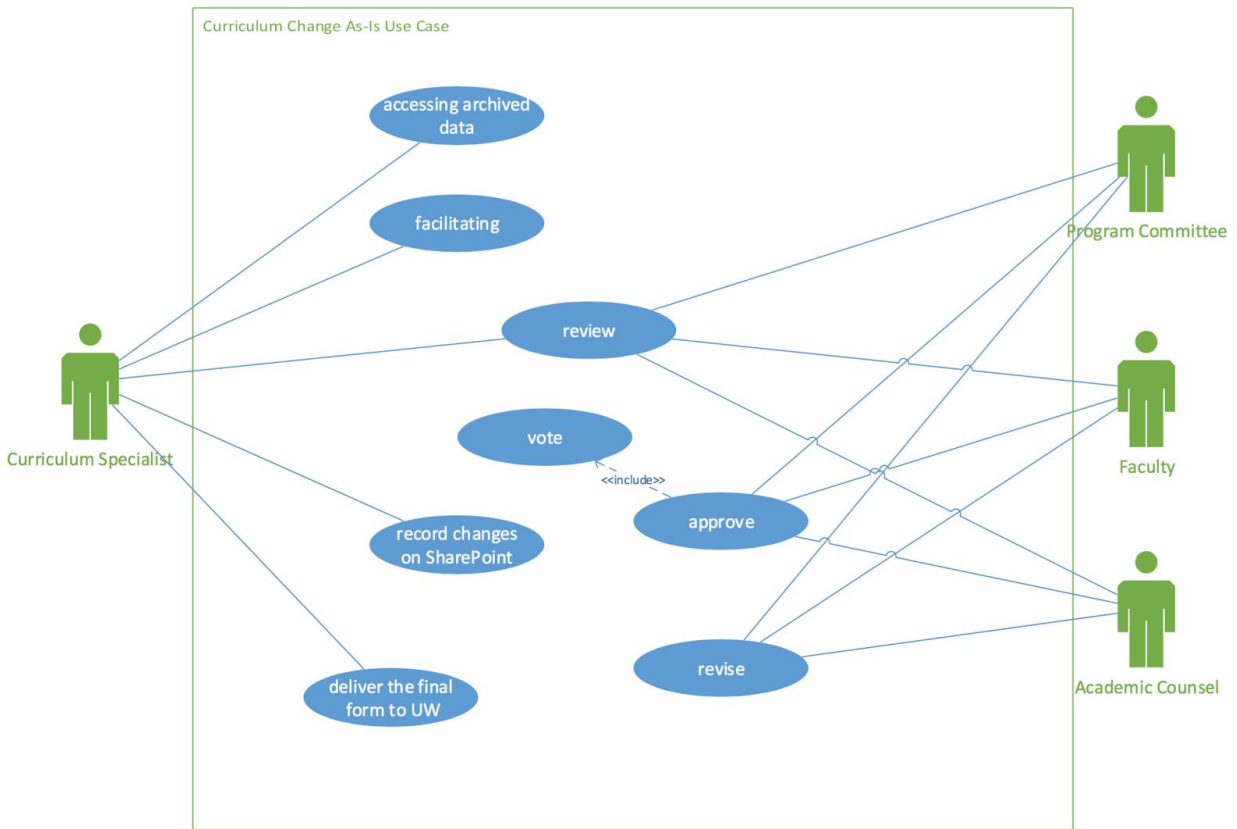 Curriculum Change As-Is Use Case
accessing archived
data
facilitating
Program Committee
review
vote
Curriculum Specialist
Faculty
<<include>>
approve
record changes
on SharePoint
revise
deliver the final
form to UW
Academic Counsel